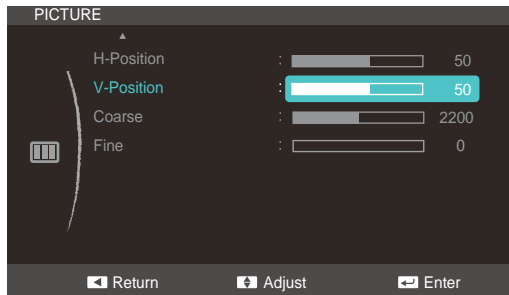 PICTURE
H-Position : 50
V-Position : 50
Coarse : 2200
Fine : 0
Return Adjust Enter